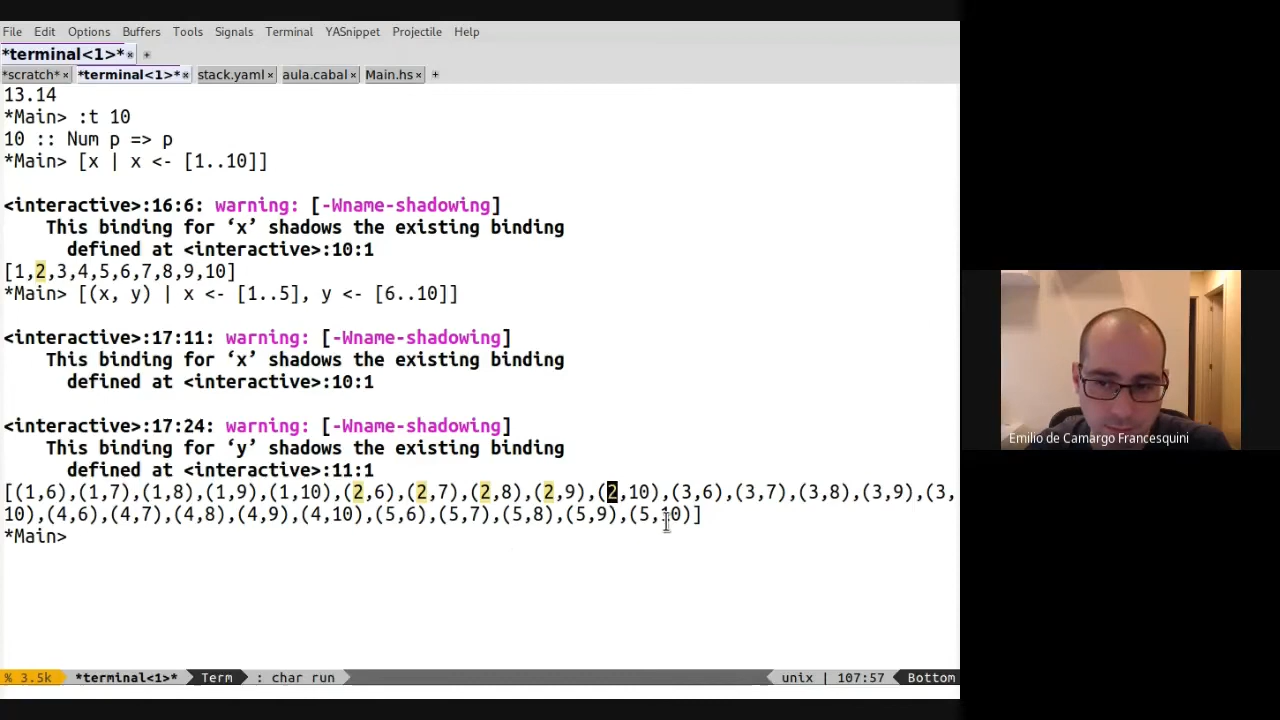 File Edit Options Buffers Tools Signals Terminal YASnippet Projectile Help
*terminal<1>* × +
*scratch* × *terminal<1>* × stack.yaml × aula.cabal × Main.hs × +
13.14
*Main> :t 10
10 :: Num p => p
*Main> [x | x <- [1..10]]
<interactive>:16:6: warning: [-Wname-shadowing]
This binding for ‘x’ shadows the existing binding
defined at <interactive>:10:1
[1,2,3,4,5,6,7,8,9,10]
*Main> [(x, y) | x <- [1..5], y <- [6..10]]
<interactive>:17:11: warning: [-Wname-shadowing]
This binding for ‘x’ shadows the existing binding
defined at <interactive>:10:1
<interactive>:17:24: warning: [-Wname-shadowing]
This binding for ‘y’ shadows the existing binding
defined at <interactive>:11:1
[(1,6),(1,7),(1,8),(1,9),(1,10),(2,6),(2,7),(2,8),(2,9),(2,10),(3,6),(3,7),(3,8),(3,9),(3,
10),(4,6),(4,7),(4,8),(4,9),(4,10),(5,6),(5,7),(5,8),(5,9),(5,10)]
*Main>
Emilio de Camargo Francesquini
% 3.5k *terminal<1>* Term : char run unix | 107:57 Bottom